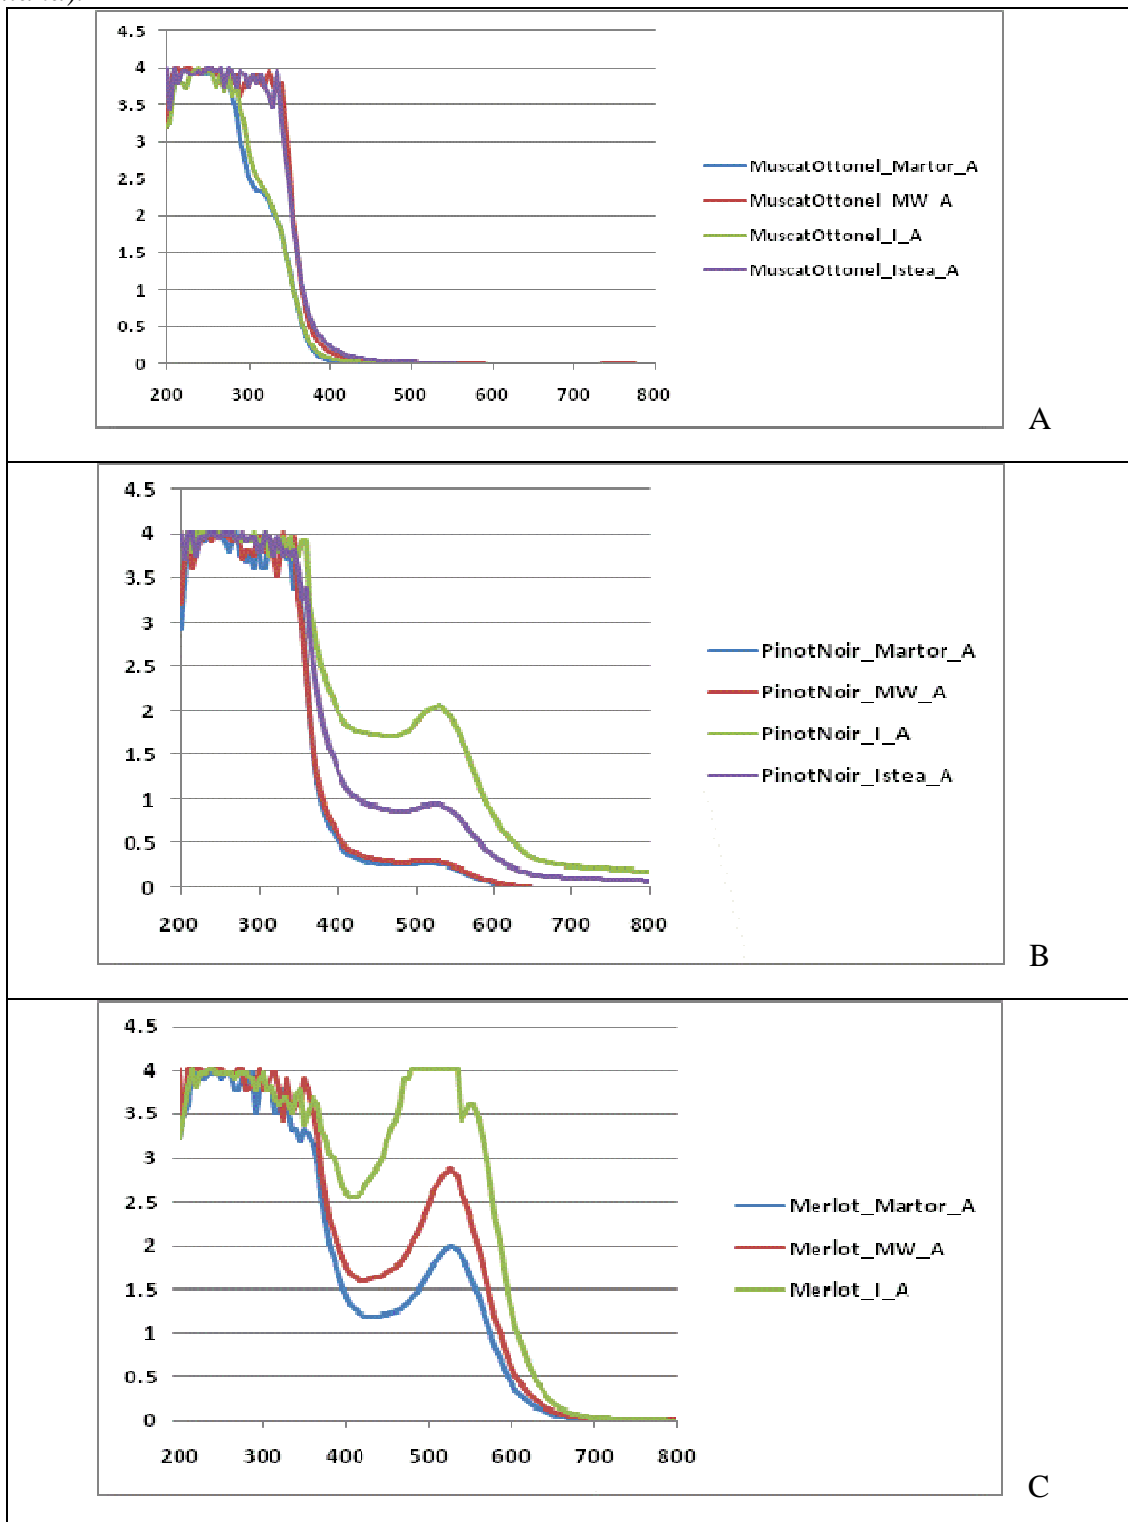 4.5
4
3.5
3
2.5
2
1.5
1
0.5
0
200 300 400 500 600 700 800
MuscatOttonel_Martor_A
MuscatOttonel_MW_A
MuscatOttonel_I_A
MuscatOttonel_Istea_A
A
4.5
4
3.5
3
2.5
2
1.5
1
0.5
0
200 300 400 500 600 700 800
PinotNoir_Martor_A
PinotNoir_MW_A
PinotNoir_I_A
PinotNoir_Istea_A
B
4.5
4
3.5
3
2.5
2
1.5
1
0.5
0
200 300 400 500 600 700 800
Merlot_Martor_A
Merlot_MW_A
Merlot_I_A
C